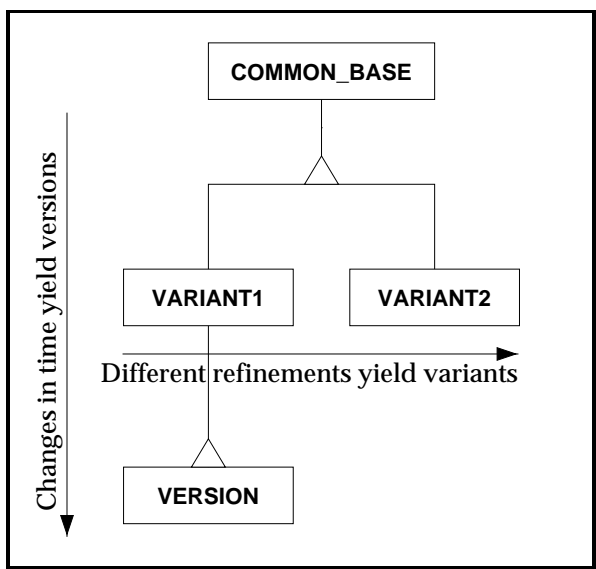 COMMON_BASE
Changes in time yield versions
VARIANT1
VARIANT2
Different refinements yield variants
VERSION